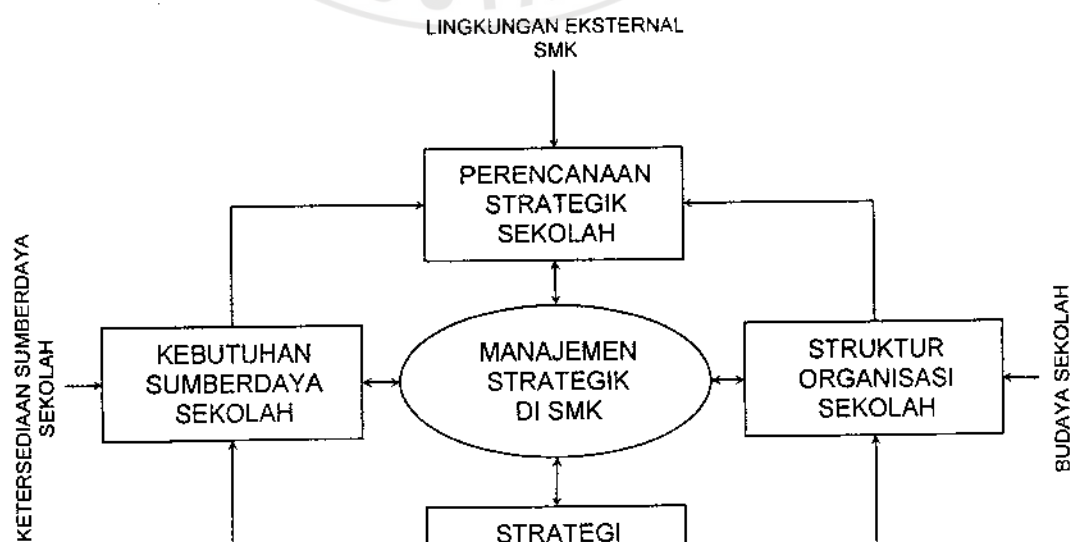 LINGKUNGAN EKSTERNAL
SMK
PERENCANAAN
STRATEGIK
SEKOLAH
KETERSEDIAAN SUMBERDAYA
SEKOLAH
KEBUTUHAN
SUMBERDAYA
SEKOLAH
MANAJEMEN
STRATEGIK
DI SMK
STRUKTUR
ORGANISASI
SEKOLAH
BUDAYA SEKOLAH
STRATEGI